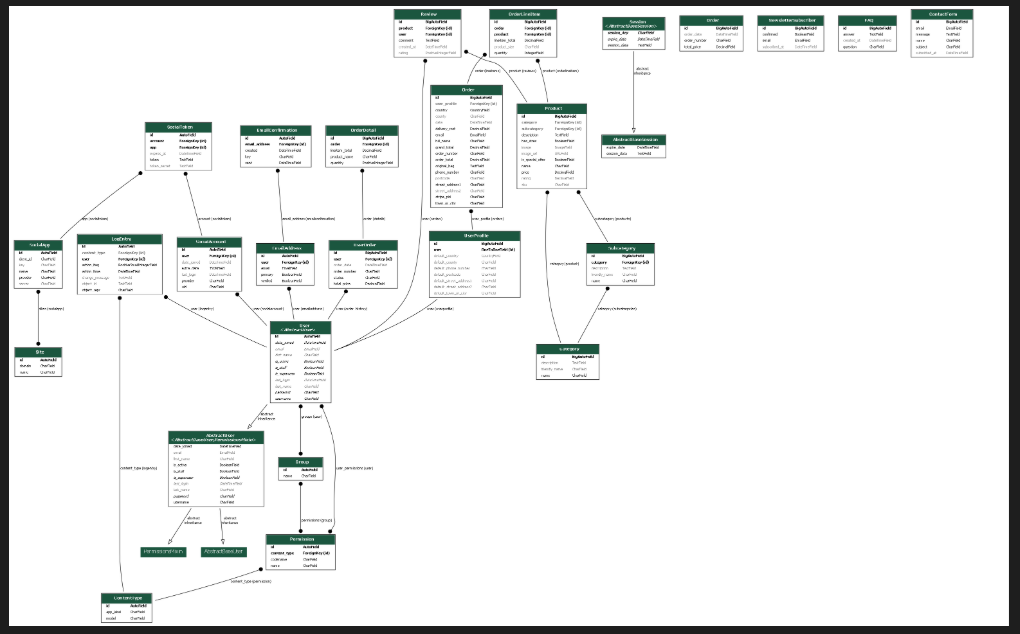 Review
id BigAutoField
product ForeignKey (id)
user ForeignKey (id)
comment TextField
created_at DateTimeField
rating
OrderLineItem
id BigAutoField
order ForeignKey (id)
product ForeignKey (id)
lineitem_total DecimalField
product_size CharField
quantity IntegerField
Session
<AbstractBaseSession>
session_key CharField
expire_date DateTimeField
session_data TextField
Order
id BigAutoField
order_date DateTimeField
order_number CharField
total_price DecimalField
NewsletterSubscriber
id BigAutoField
confirmed BooleanField
email EmailField
subscribed_at DateTimeField
FAQ
id BigAutoField
answer TextField
created_at DateTimeField
question CharField
ContactForm
id BigAutoField
email EmailField
message TextField
name CharField
subject CharField
submitted_at DateTimeField
order (lineitems)
product (reviews)
product (orderlineitem)
abstract
inheritance
Order
id BigAutoField
user_profile ForeignKey (id)
country CountryField
county CharField
date DateTimeField
delivery_cost DecimalField
email EmailField
full_name CharField
grand_total DecimalField
order_number CharField
order_total DecimalField
original_bag TextField
phone_number CharField
postcode CharField
street_address1 CharField
street_address2 CharField
stripe_pid CharField
town_or_city CharField
Product
id BigAutoField
category ForeignKey (id)
subcategory ForeignKey (id)
description TextField
has_sizes BooleanField
image ImageField
image_url URLField
is_special_offer BooleanField
name CharField
price DecimalField
rating DecimalField
sku CharField
AbstractBaseSession
expire_date DateTimeField
session_data TextField
SocialToken
id AutoField
account ForeignKey (id)
app ForeignKey (id)
expires_at DateTimeField
token TextField
token_secret TextField
EmailConfirmation
id AutoField
email_address ForeignKey (id)
created DateTimeField
key CharField
sent DateTimeField
OrderDetail
id BigAutoField
order ForeignKey (id)
lineitem_total DecimalField
product_name CharField
quantity PositiveIntegerField
app (socialtoken)
account (socialtoken)
email_address (emailconfirmation)
order (details)
user (reviews)
user_profile (orders)
subcategory (products)
category (product)
SocialApp
id AutoField
client_id CharField
key CharField
name CharField
provider CharField
secret CharField
LogEntry
id AutoField
content_type ForeignKey (id)
user ForeignKey (id)
action_flag PositiveSmallIntegerField
action_time DateTimeField
change_message TextField
object_id TextField
object_repr CharField
SocialAccount
id AutoField
user ForeignKey (id)
date_joined DateTimeField
extra_data
last_login DateTimeField
provider CharField
uid CharField
EmailAddress
id AutoField
user ForeignKey (id)
email
primary BooleanField
verified BooleanField
UserOrder
id BigAutoField
user ForeignKey (id)
order_date DateTimeField
order_number CharField
status CharField
total_price DecimalField
UserProfile
id BigAutoField
user OneToOneField (id)
default_country CountryField
default_county CharField
default_phone_number CharField
default_postcode CharField
default_street_address1 CharField
default_street_address2 CharField
default_town_or_city CharField
Subcategory
id BigAutoField
category ForeignKey (id)
description TextField
friendly_name CharField
name CharField
sites (socialapp)
user (logentry)
user (socialaccount)
user (emailaddress)
user (order_history)
user (userprofile)
category (subcategories)
Site
id AutoField
domain CharField
name CharField
User
<AbstractUser>
id AutoField
date_joined DateTimeField
email EmailField
first_name CharField
is_active BooleanField
is_staff BooleanField
is_superuser BooleanField
last_login DateTimeField
last_name CharField
password CharField
username CharField
Category
id BigAutoField
description CharField
friendly_name CharField
name CharField
abstract
inheritance
groups (user)
AbstractUser
<AbstractBaseUser,PermissionsMixin>
date_joined DateTimeField
email EmailField
first_name CharField
is_active BooleanField
is_staff BooleanField
is_superuser BooleanField
last_login DateTimeField
last_name CharField
password CharField
username CharField
Group
id AutoField
name CharField
content_type (logentry)
user_permissions (user)
abstract
inheritance
abstract
inheritance
permissions (group)
PermissionsMixin
AbstractBaseUser
Permission
id AutoField
content_type ForeignKey (id)
codename CharField
name CharField
content_type (permission)
ContentType
id AutoField
app_label CharField
model CharField